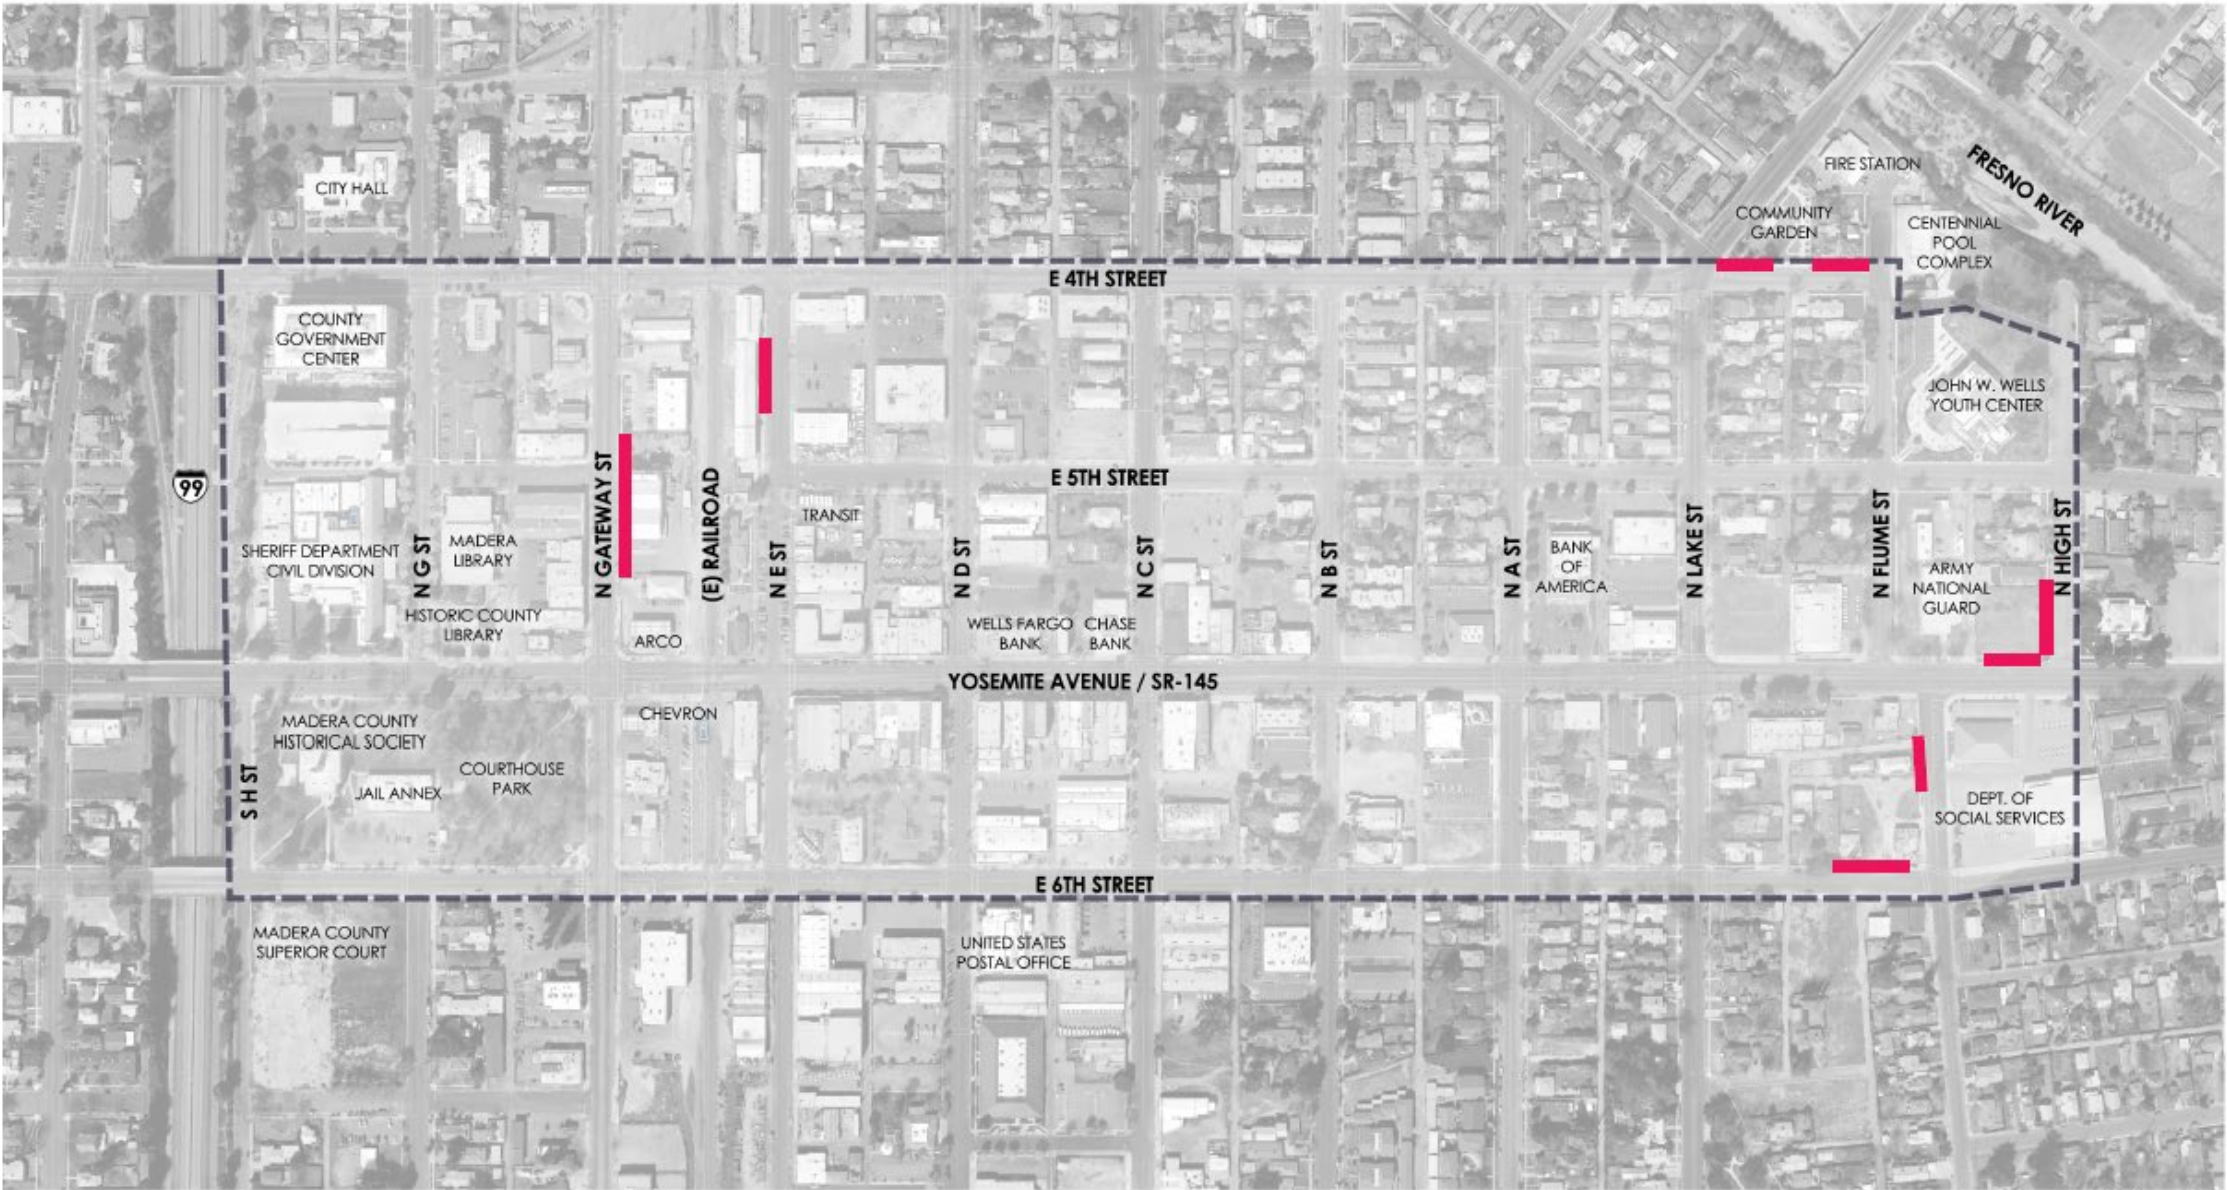 FIRE STATION
FRESNO RIVER
CITY HALL
COMMUNITY
GARDEN
CENTENNIAL
POOL
COMPLEX
E 4TH STREET
COUNTY
GOVERNMENT
CENTER
JOHN W. WELLS
YOUTH CENTER
99
N GATEWAY ST
(E) RAILROAD
E 5TH STREET
TRANSIT
SHERIFF DEPARTMENT
CIVIL DIVISION
N G ST
MADERA
LIBRARY
N E ST
N D ST
N C ST
N B ST
N A ST
BANK
OF
AMERICA
N LAKE ST
N FLUME ST
ARMY
NATIONAL
GUARD
N HIGH ST
HISTORIC COUNTY
LIBRARY
ARCO
WELLS FARGO
BANK
CHASE
BANK
YOSEMITE AVENUE / SR-145
MADERA COUNTY
HISTORICAL SOCIETY
CHEVRON
S H ST
JAIL ANNEX
COURTHOUSE
PARK
DEPT. OF
SOCIAL SERVICES
E 6TH STREET
MADERA COUNTY
SUPERIOR COURT
UNITED STATES
POSTAL OFFICE